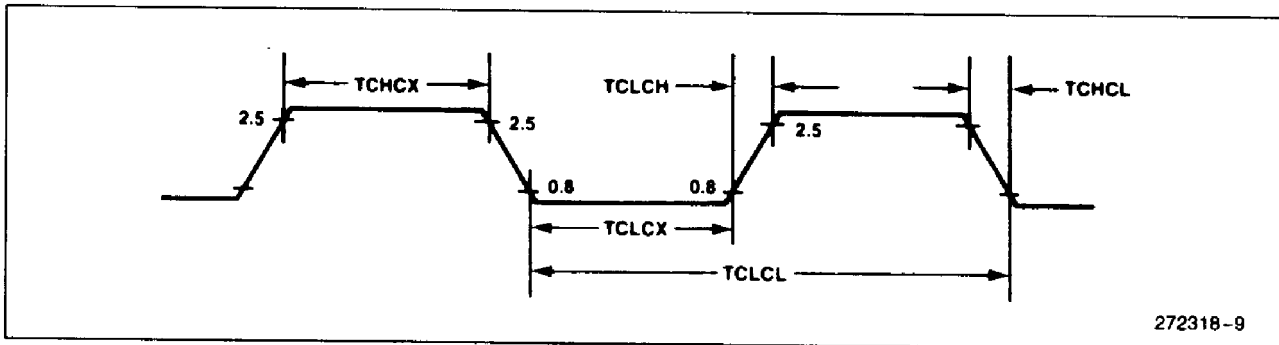 TCHCX
TCLCH
TCHCL
2.5
2.5
2.5
0.8
0.8
TCLCX
TCLCL
272318-9